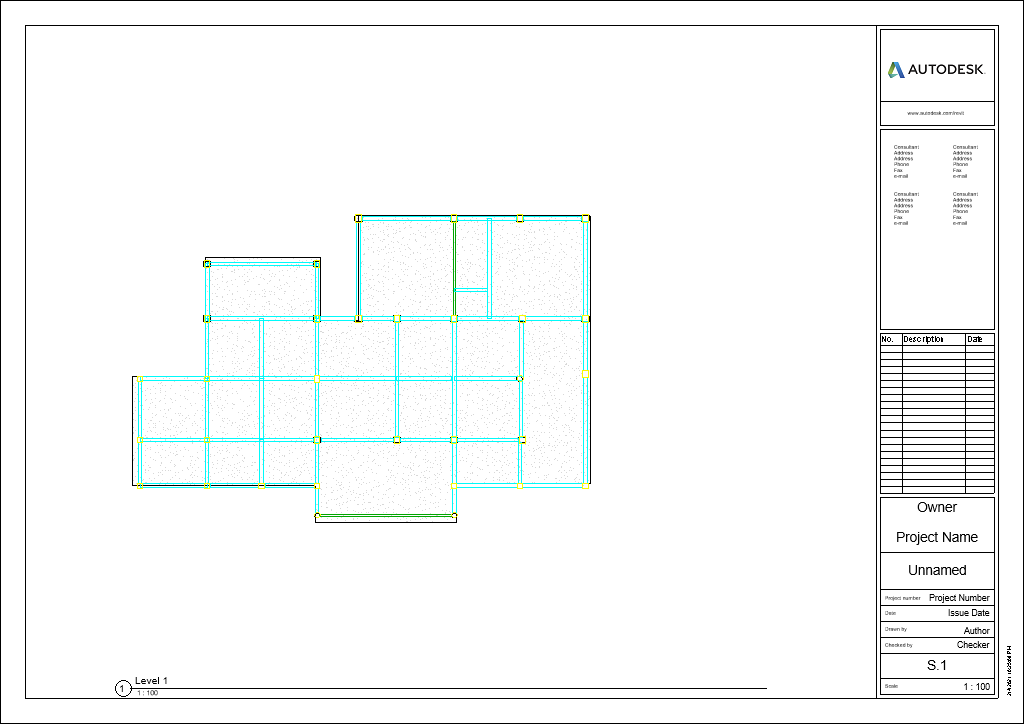 AUTODESK.
www.autodesk.com/revit
Consultant Consultant
Address Address
Address Address
Phone Phone
Fax Fax
e-mail e-mail
Consultant Consultant
Address Address
Address Address
Phone Phone
Fax Fax
e-mail e-mail
No. Description Date
Owner
Project Name
Unnamed
Project number Project Number
Date Issue Date
Drawn by Author
Checked by Checker
S.1
Scale 1 : 100
1 Level 1
1 : 100